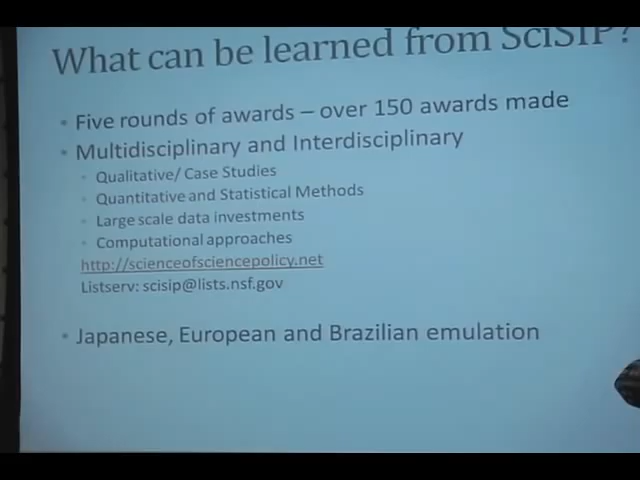 What can be learned from SciSIP?
• Five rounds of awards – over 150 awards made
• Multidisciplinary and Interdisciplinary
• Qualitative/ Case Studies
• Quantitative and Statistical Methods
• Large scale data investments
• Computational approaches
http://scienceofsciencepolicy.net
Listserv: scisip@lists.nsf.gov
• Japanese, European and Brazilian emulation